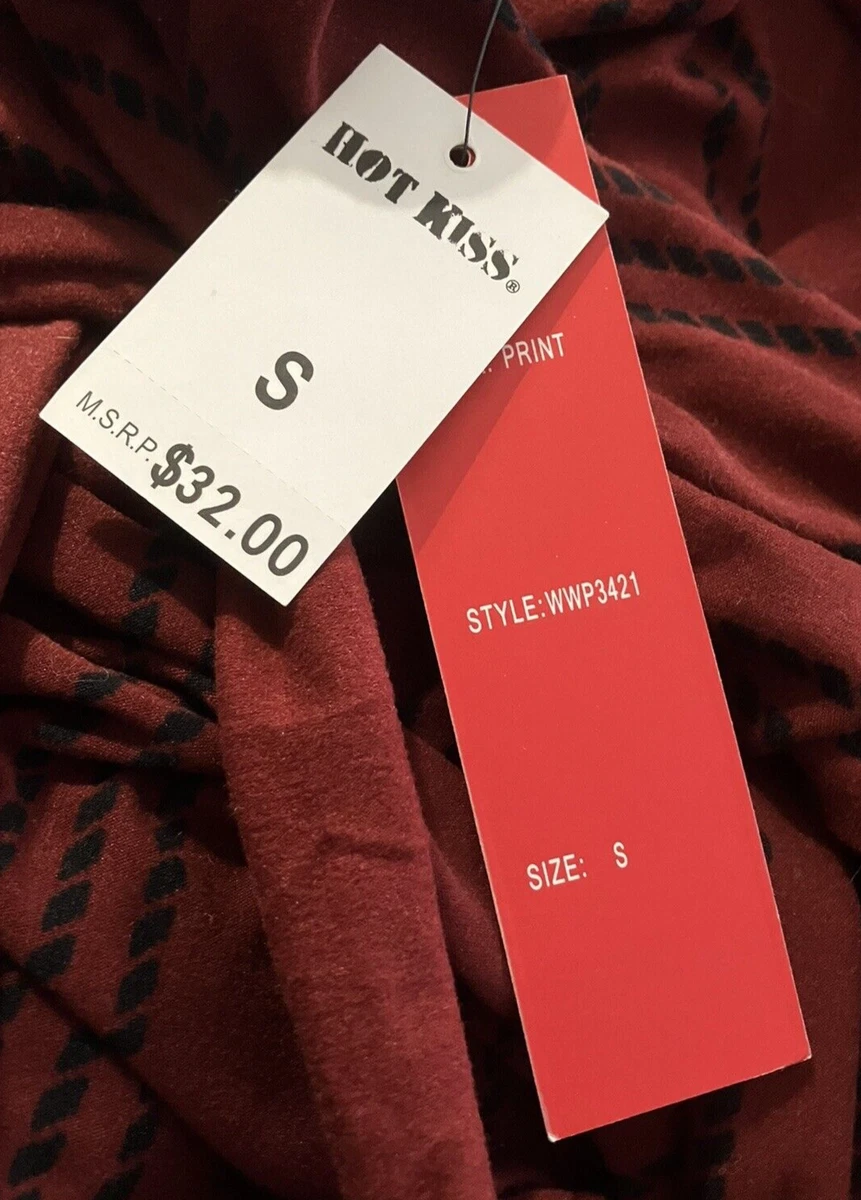 HOT KISS®
S
M.S.R.P. $32.00
PRINT
STYLE:WWP3421
SIZE: S